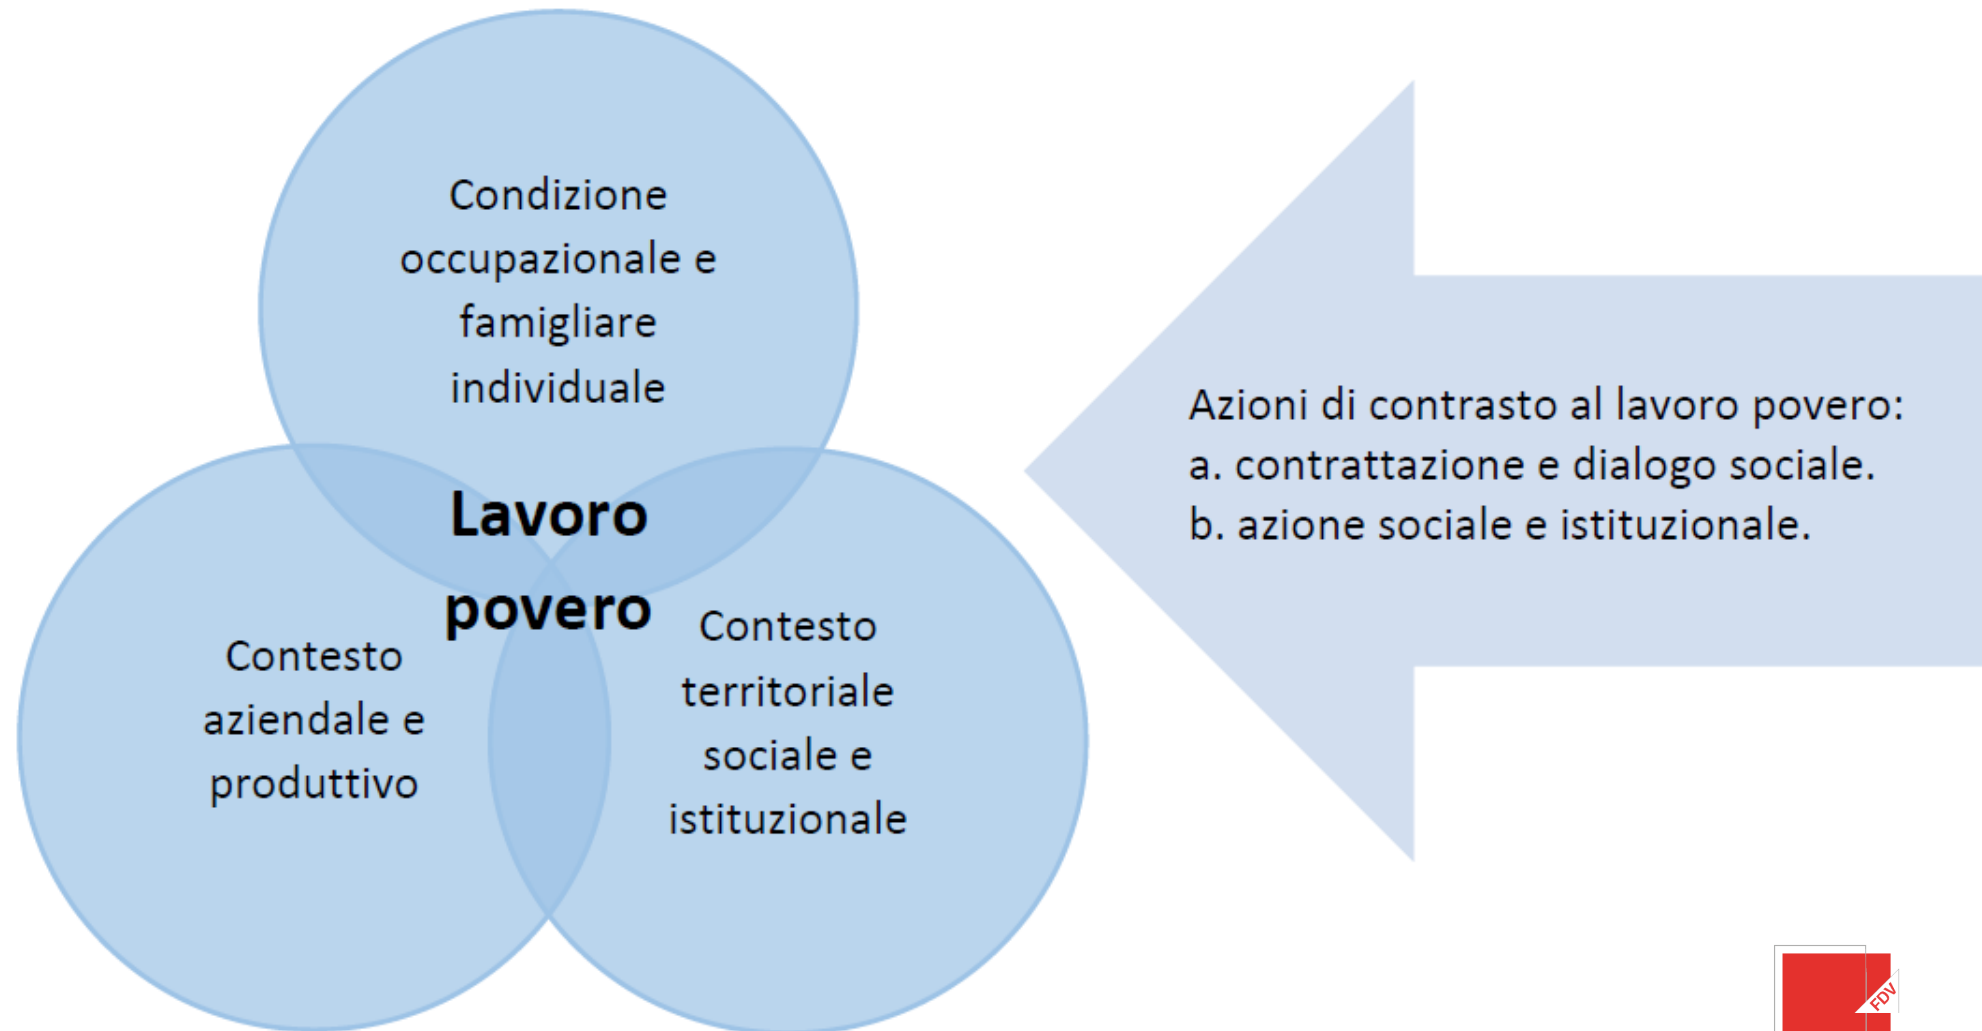 Condizione
occupazionale e
famigliare
individuale
Lavoro
povero
Contesto
aziendale e
produttivo
Contesto
territoriale
sociale e
istituzionale
Azioni di contrasto al lavoro povero:
a. contrattazione e dialogo sociale.
b. azione sociale e istituzionale.
FDV